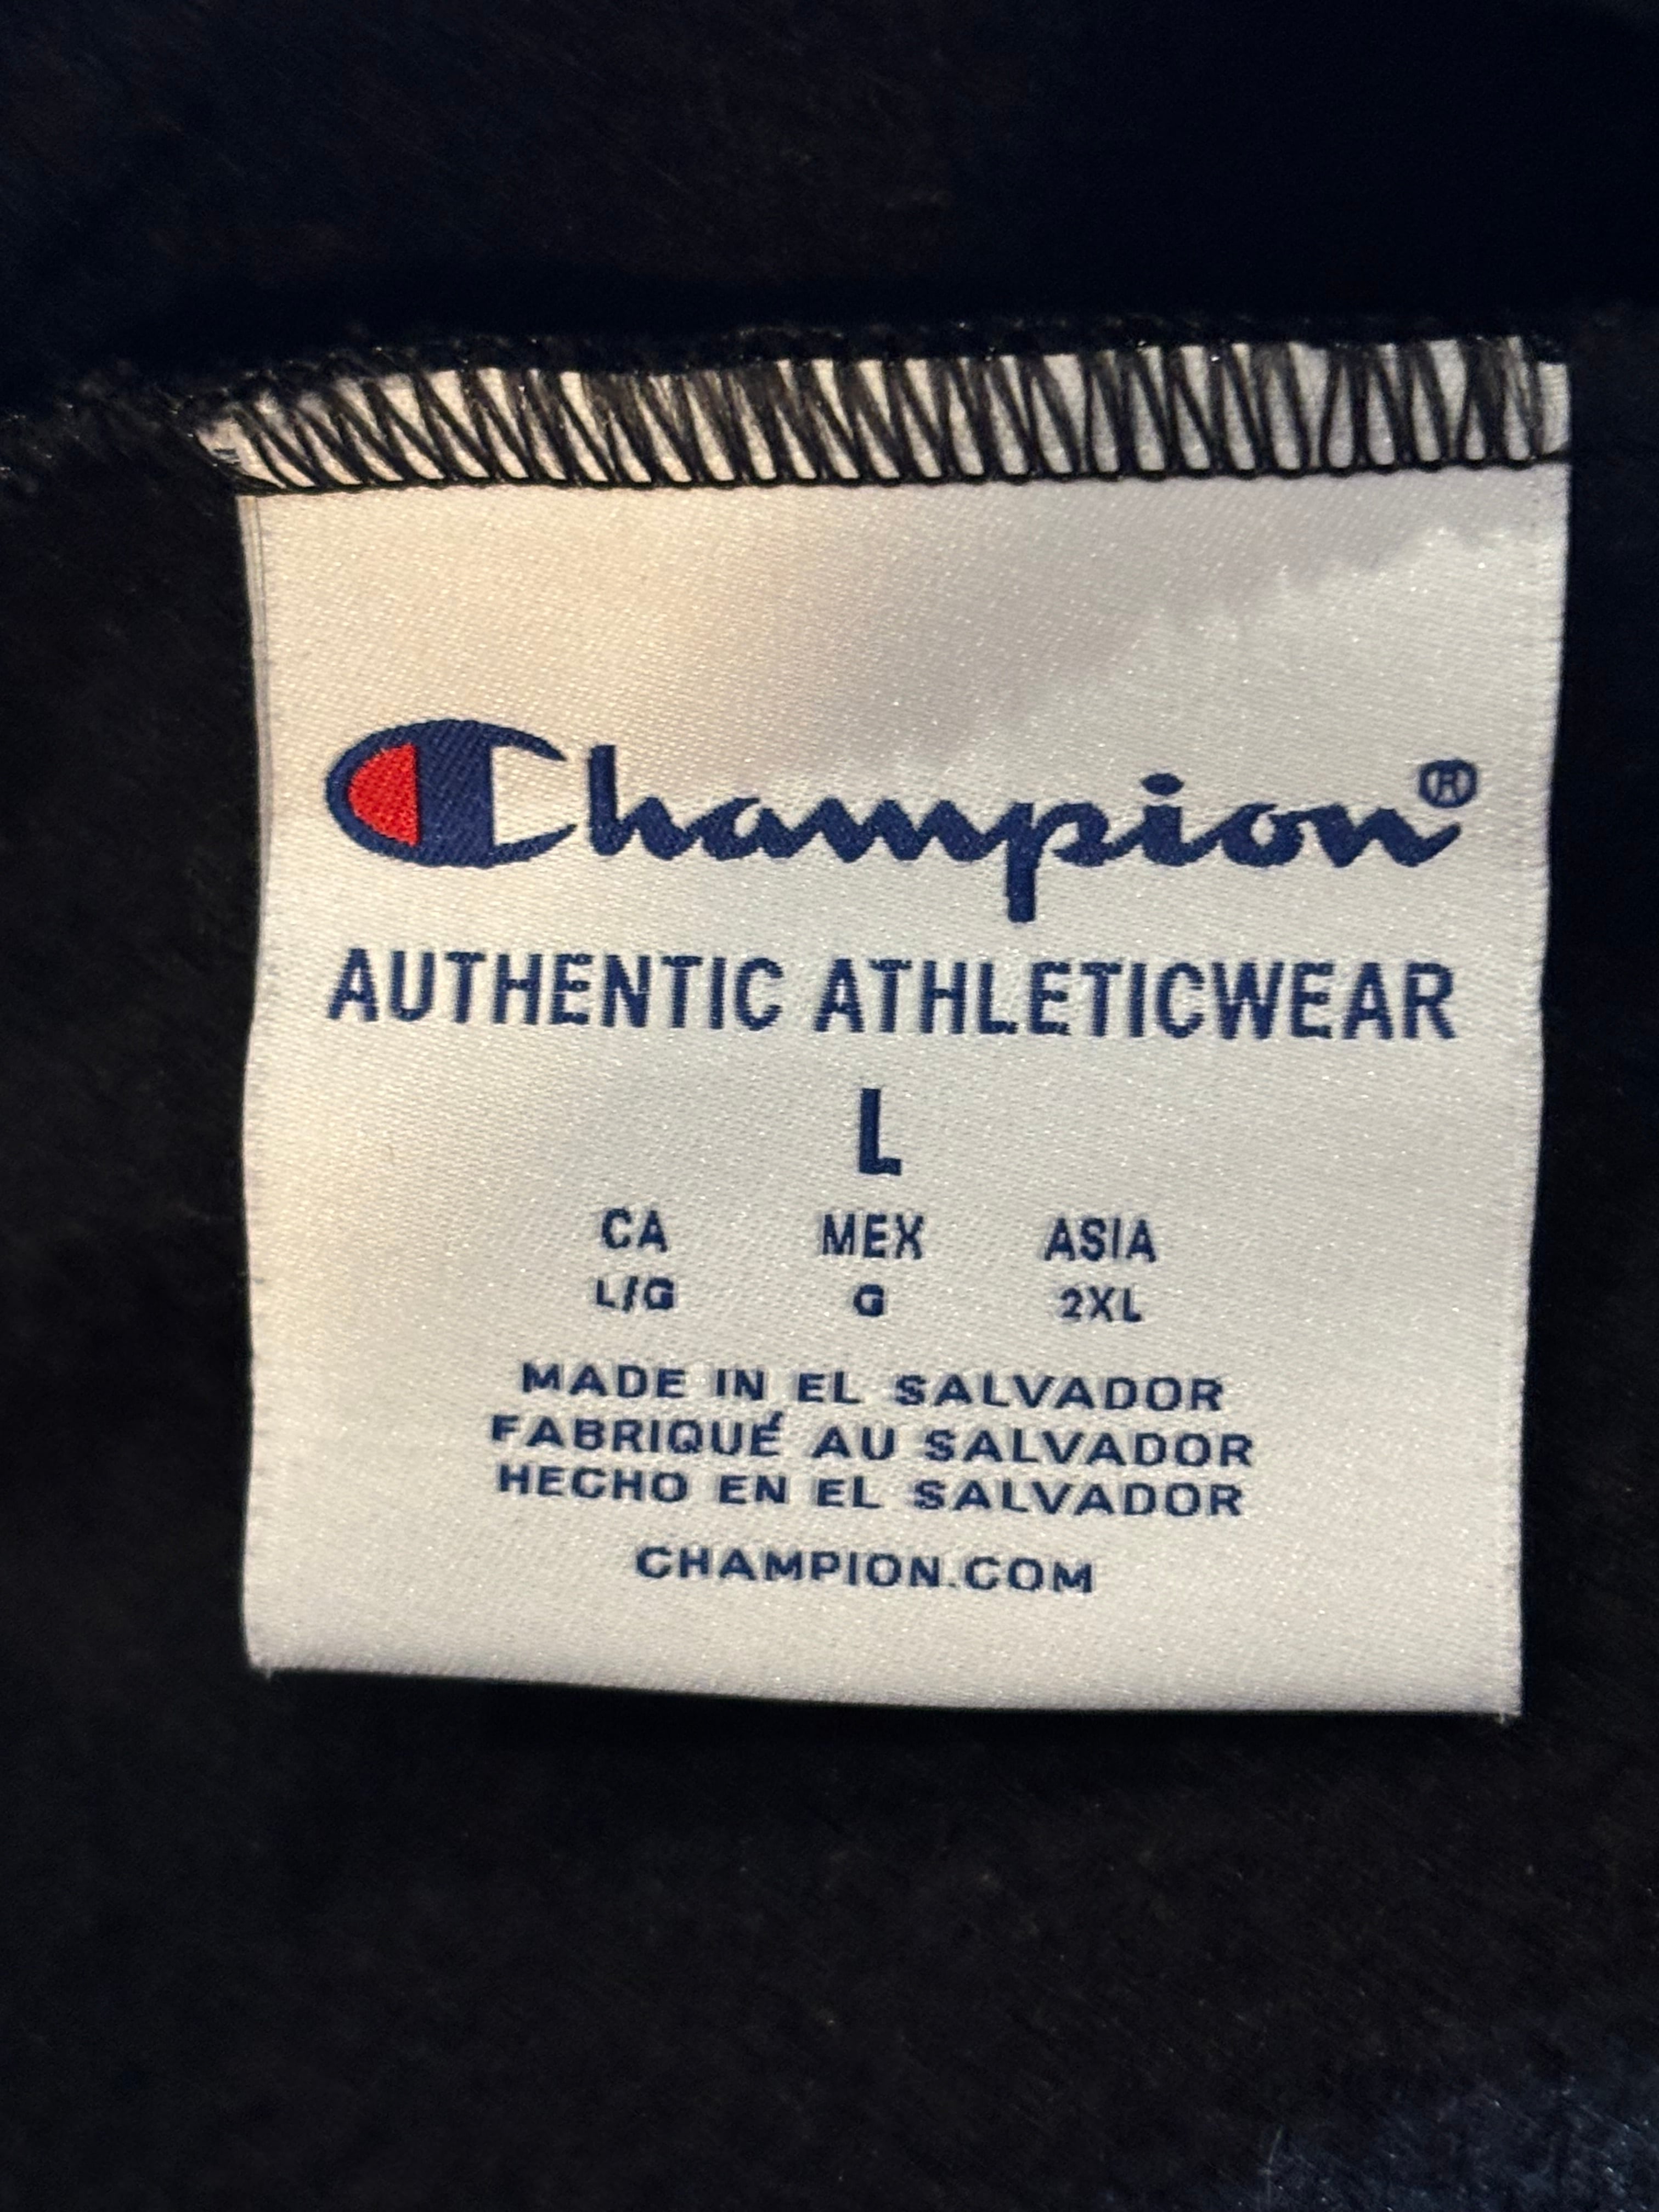 Champion®
AUTHENTIC ATHLETICWEAR
L
CA MEX ASIA
L/G G 2XL
MADE IN EL SALVADOR
FABRIQUÉ AU SALVADOR
HECHO EN EL SALVADOR
CHAMPION.COM